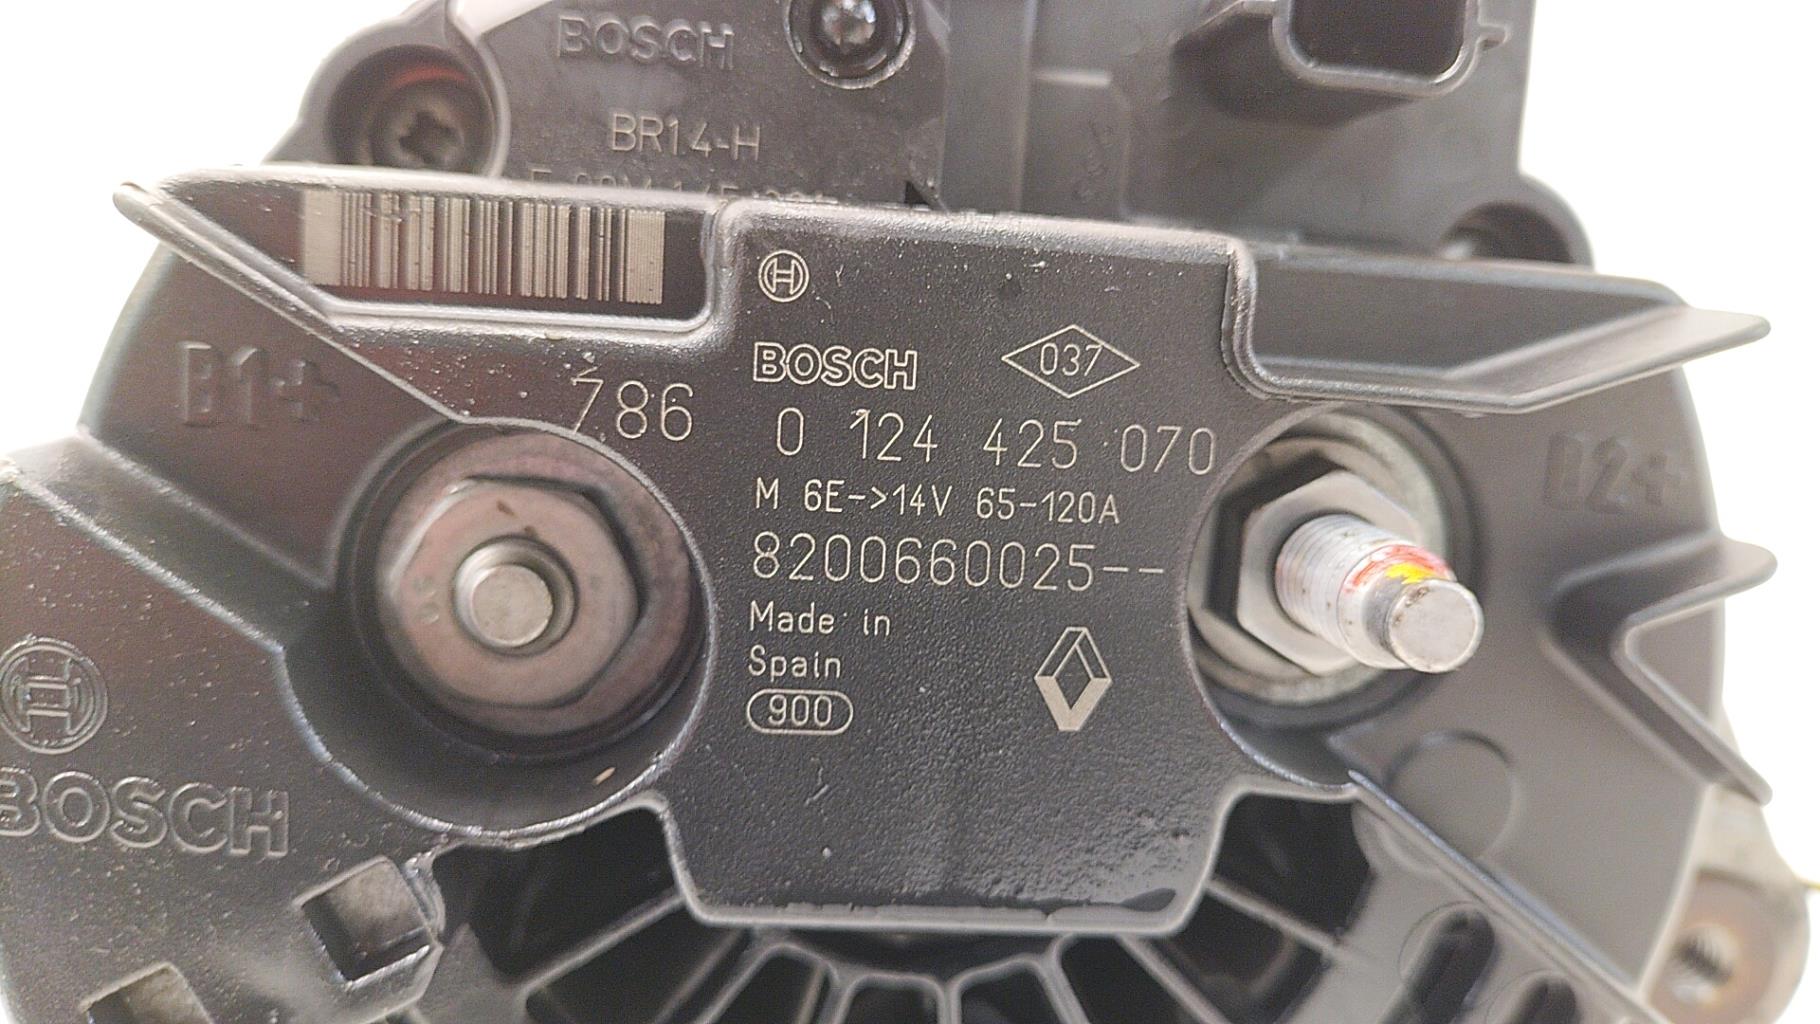 BOSCH
BR14-H
BOSCH
037
B1+
786
0 124 425 070
M 6E->14V 65-120A
B2+
8200660025--
Made in
Spain
900
BOSCH